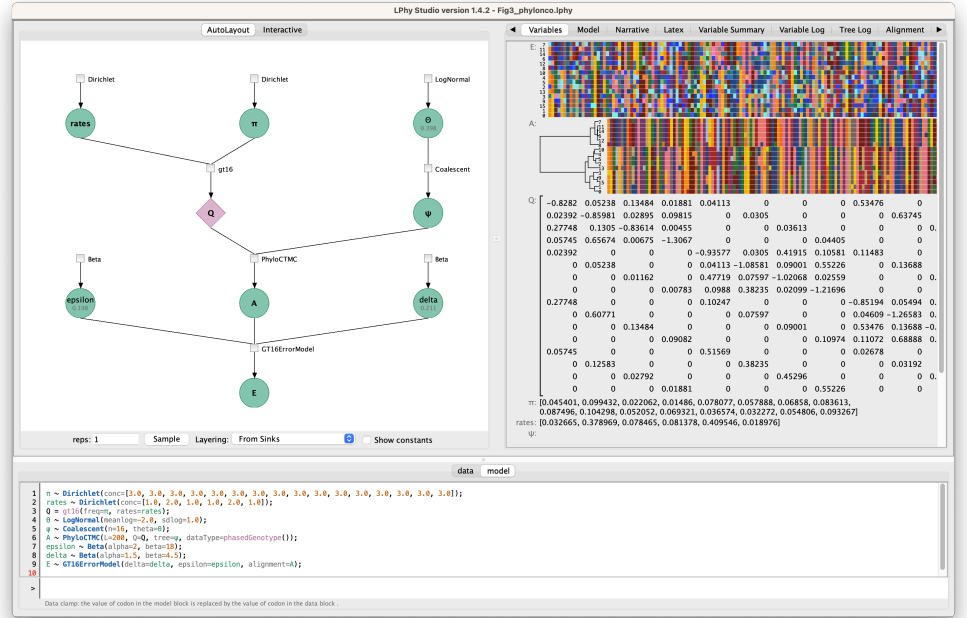 LPhy Studio version 1.4.2 - Fig3_phylonco.lphy
AutoLayout Interactive
Variables Model Narrative Latex Variable Summary Variable Log Tree Log Alignment
Dirichlet
Dirichlet
LogNormal
rates
π
Θ
0.398
gt16
Coalescent
Q
ψ
Beta
PhyloCTMC
Beta
epsilon
0.198
A
delta
0.211
GT16ErrorModel
E
reps: 1 Sample Layering: From Sinks Show constants
E:
A:
Q:
-0.8282 0.05238 0.13484 0.01881 0.04113 0 0 0 0.53476 0
0.02392 -0.85981 0.02895 0.09815 0 0.0305 0 0 0 0.63745
0.27748 0.1305 -0.83614 0.00455 0 0 0.03613 0 0 0 0.
0.05745 0.65674 0.00675 -1.3067 0 0 0 0.04405 0 0
0.02392 0 0 0 -0.93577 0.0305 0.41915 0.10581 0.11483 0
0 0.05238 0 0 0.04113 -1.08581 0.09001 0.55226 0 0.13688
0 0 0.01162 0 0.47719 0.07597 -1.02068 0.02559 0 0 0.
0 0 0 0.00783 0.0988 0.38235 0.02099 -1.21696 0 0
0.27748 0 0 0 0.10247 0 0 0 -0.85194 0.05494 0.
0 0.60771 0 0 0 0.07597 0 0 0.04609 -1.26583 0.
0 0 0.13484 0 0 0 0.09001 0 0.53476 0.13688 -0.
0 0 0 0.09082 0 0 0 0.10974 0.11072 0.68888 0.
0.05745 0 0 0 0.51569 0 0 0 0.02678 0
0 0.12583 0 0 0 0.38235 0 0 0 0.03192
0 0 0.02792 0 0 0 0.45296 0 0 0 0.
0 0 0 0.01881 0 0 0 0.55226 0 0
π: [0.045401, 0.099432, 0.022062, 0.01486, 0.078077, 0.057888, 0.06858, 0.083613,
0.087496, 0.104298, 0.052052, 0.069321, 0.036574, 0.032272, 0.054806, 0.093267]
rates: [0.032665, 0.378969, 0.078465, 0.081378, 0.409546, 0.018976]
ψ:
data model
1 π ~ Dirichlet(conc=[3.0, 3.0, 3.0, 3.0, 3.0, 3.0, 3.0, 3.0, 3.0, 3.0, 3.0, 3.0, 3.0, 3.0, 3.0, 3.0]);
2 rates ~ Dirichlet(conc=[1.0, 2.0, 1.0, 1.0, 2.0, 1.0]);
3 Q = gt16(freq=π, rates=rates);
4 Θ ~ LogNormal(meanlog=-2.0, sdlog=1.0);
5 ψ ~ Coalescent(n=16, theta=Θ);
6 A ~ PhyloCTMC(L=200, Q=Q, tree=ψ, dataType=phasedGenotype());
7 epsilon ~ Beta(alpha=2, beta=18);
8 delta ~ Beta(alpha=1.5, beta=4.5);
9 E ~ GT16ErrorModel(delta=delta, epsilon=epsilon, alignment=A);
10
>
Data clamp: the value of codon in the model block is replaced by the value of codon in the data block .